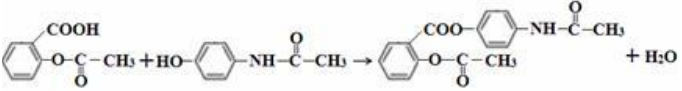 COOH
O
COO
NH–C–CH3
O
O–C–CH3
O
+
HO
NH–C–CH3
O
→
O–C–CH3
O
+ H2O